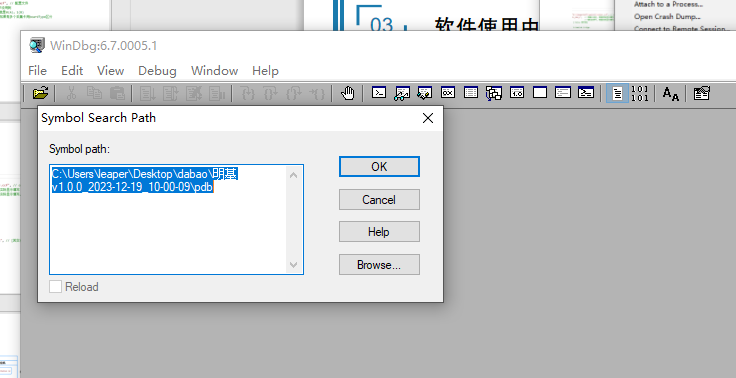 03
软件使用中
Attach to a Process...
Open Crash Dump...
Connect to Remote Session
WinDbg:6.7.0005.1
File Edit View Debug Window Help
Symbol Search Path
Symbol path:
C:\Users\leaper\Desktop\dabao\明基
v1.0.0_2023-12-19_10-00-09\pdb
OK
Cancel
Help
Browse...
Reload